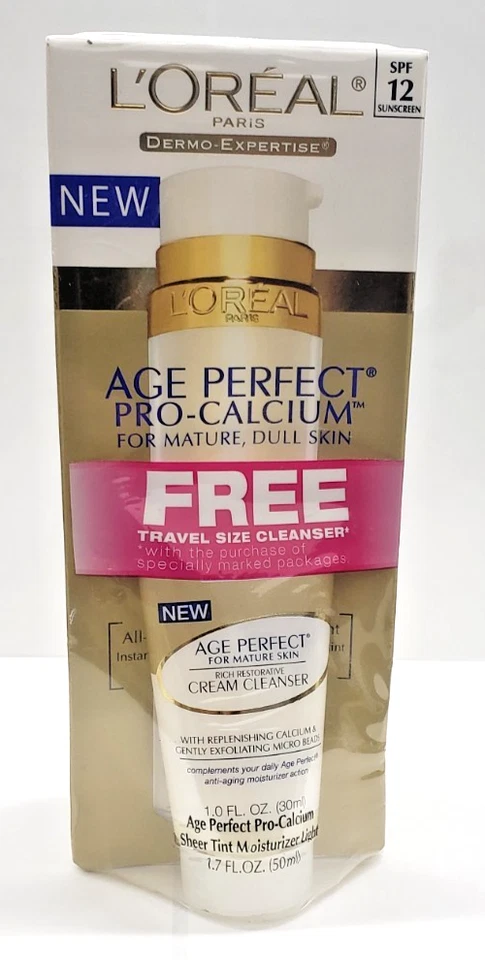 L'ORÉAL®
PARIS
DERMO-EXPERTISE®
SPF
12
SUNSCREEN
NEW
L'ORÉAL
PARIS
AGE PERFECT®
PRO-CALCIUM™
FOR MATURE, DULL SKIN
FREE
TRAVEL SIZE CLEANSER*
*with the purchase of
specially marked packages
NEW
All-
Instan
AGE PERFECT®
FOR MATURE SKIN
RICH RESTORATIVE
CREAM CLEANSER
WITH REPLENISHING CALCIUM &
GENTLY EXFOLIATING MICRO BEADS
complements your daily Age Perfect®
anti-aging moisturizer action
1.0 FL. OZ. (30ml)
Age Perfect Pro-Calcium
Sheer Tint Moisturizer Light
1.7 FL.OZ. (50ml)